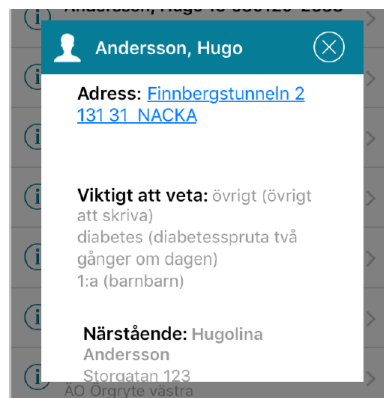 Andersson, Hugo
Adress: Finnbergstunneln 2
131 31 NACKA
Viktigt att veta: övrigt (övrigt
att skriva)
diabetes (diabetesspruta två
gånger om dagen)
1:a (barnbarn)
Närstående: Hugolina
Andersson
Storgatan 123
ÄO Örgryte västra